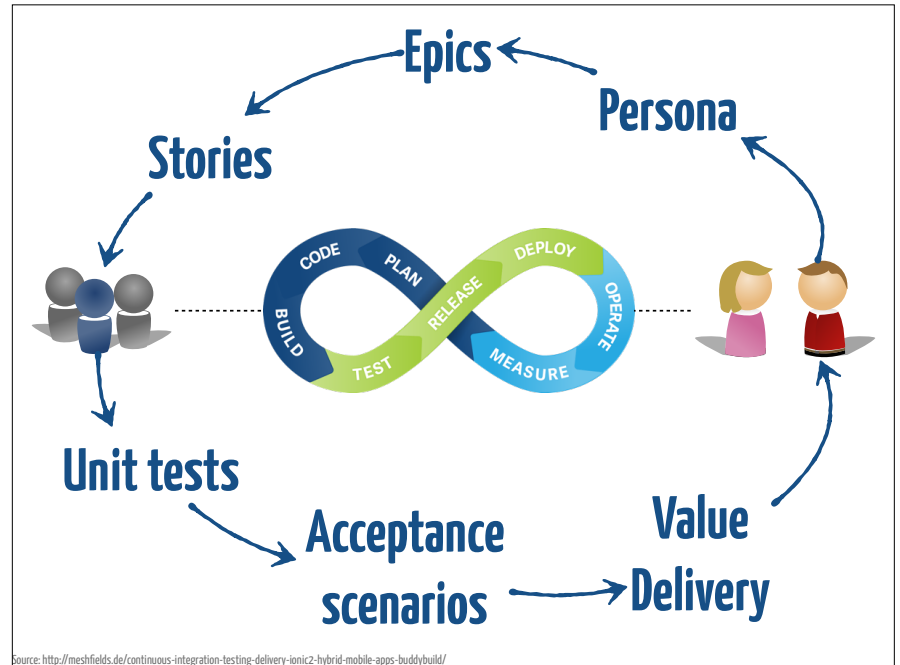 Epics
Persona
Stories
CODE
PLAN
BUILD
TEST
RELEASE
DEPLOY
OPERATE
MEASURE
Unit tests
Acceptance
scenarios
Value
Delivery
Source: http://meshfields.de/continuous-integration-testing-delivery-ionic2-hybrid-mobile-apps-buddybuild/